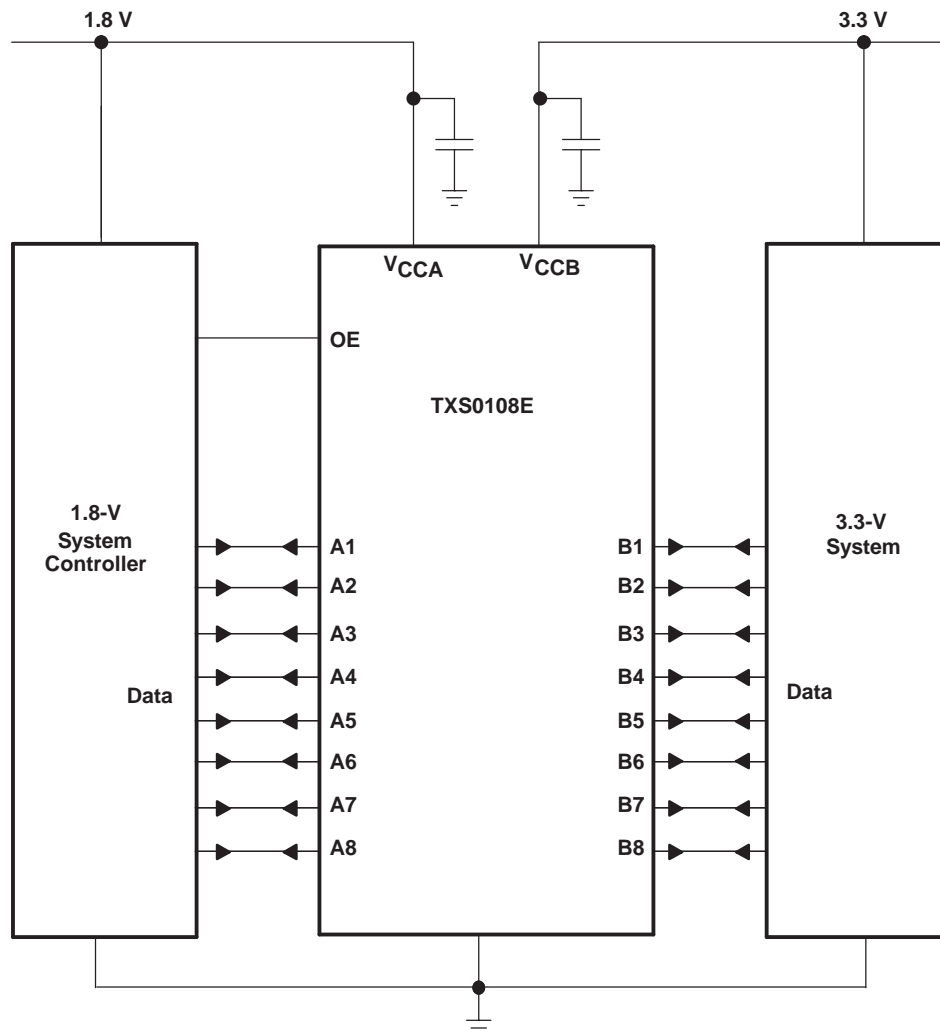 1.8 V
3.3 V
VCCA
VCCB
OE
TXS0108E
1.8-V
System
Controller
3.3-V
System
A1
B1
A2
B2
A3
B3
A4
B4
Data
Data
A5
B5
A6
B6
A7
B7
A8
B8